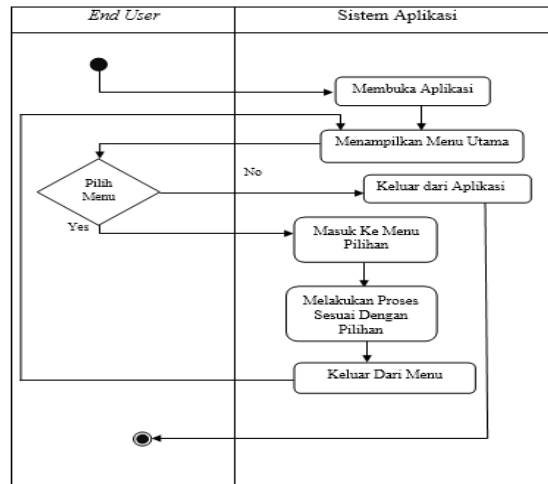 End User
Sistem Aplikasi
Membuka Aplikasi
Menampilkan Menu Utama
Pilih
Menu
No
Keluar dari Aplikasi
Yes
Masuk Ke Menu
Pilihan
Melakukan Proses
Sesuai Dengan
Pilihan
Keluar Dari Menu